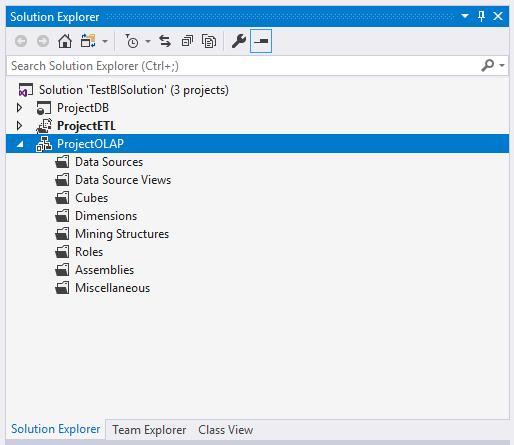 Solution Explorer
Search Solution Explorer (Ctrl+;)
Solution 'TestBISolution' (3 projects)
ProjectDB
ProjectETL
ProjectOLAP
Data Sources
Data Source Views
Cubes
Dimensions
Mining Structures
Roles
Assemblies
Miscellaneous
Solution Explorer Team Explorer Class View